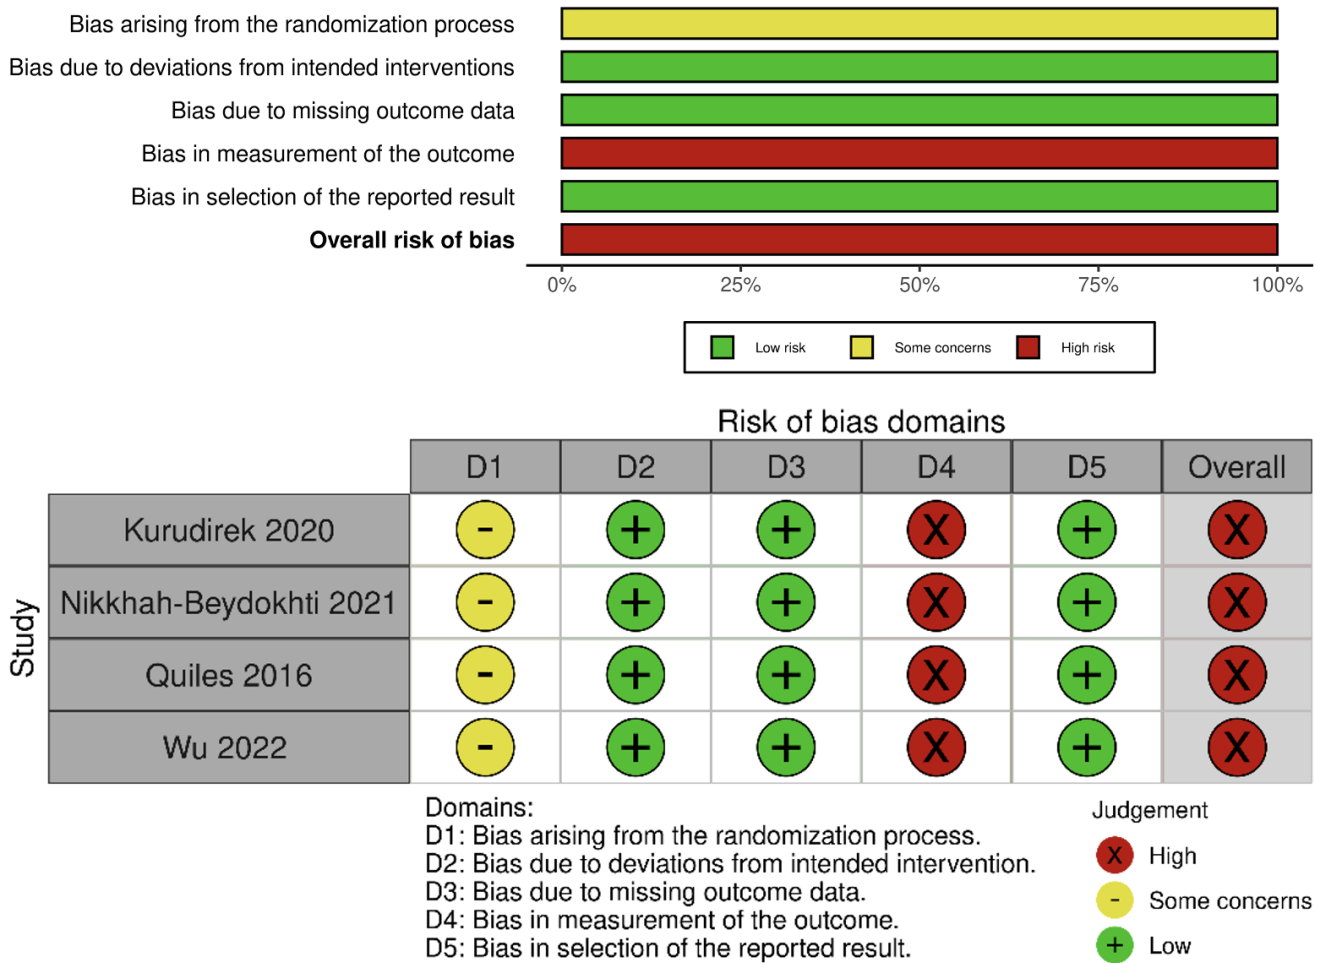 Bias arising from the randomization process
Bias due to deviations from intended interventions
Bias due to missing outcome data
Bias in measurement of the outcome
Bias in selection of the reported result
Overall risk of bias
0% 25% 50% 75% 100%
Low risk Some concerns High risk
Risk of bias domains
D1 D2 D3 D4 D5 Overall
Study
Kurudirek 2020 - + + X + X
Nikkhah-Beydokhti 2021 - + + X + X
Quiles 2016 - + + X + X
Wu 2022 - + + X + X
Domains:
D1: Bias arising from the randomization process.
D2: Bias due to deviations from intended intervention.
D3: Bias due to missing outcome data.
D4: Bias in measurement of the outcome.
D5: Bias in selection of the reported result.
Judgement
X High
- Some concerns
+ Low